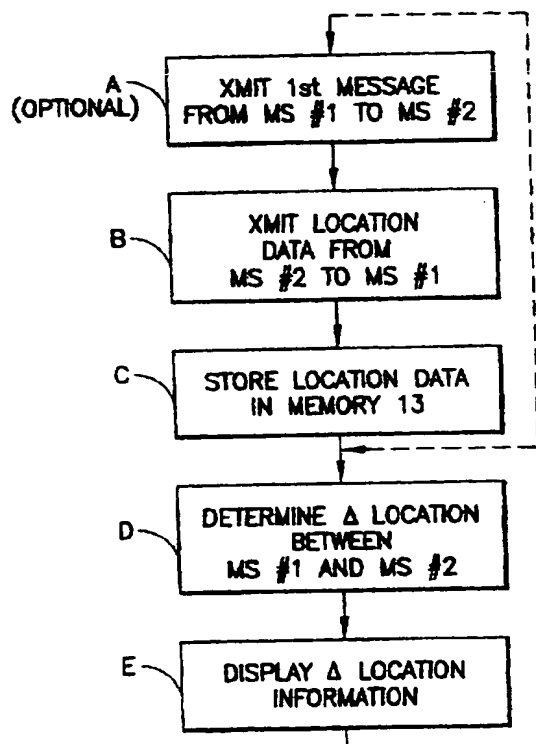 A
(OPTIONAL)
XMIT 1st MESSAGE
FROM MS #1 TO MS #2
B
XMIT LOCATION
DATA FROM
MS #2 TO MS #1
C
STORE LOCATION DATA
IN MEMORY 13
D
DETERMINE Δ LOCATION
BETWEEN
MS #1 AND MS #2
E
DISPLAY Δ LOCATION
INFORMATION